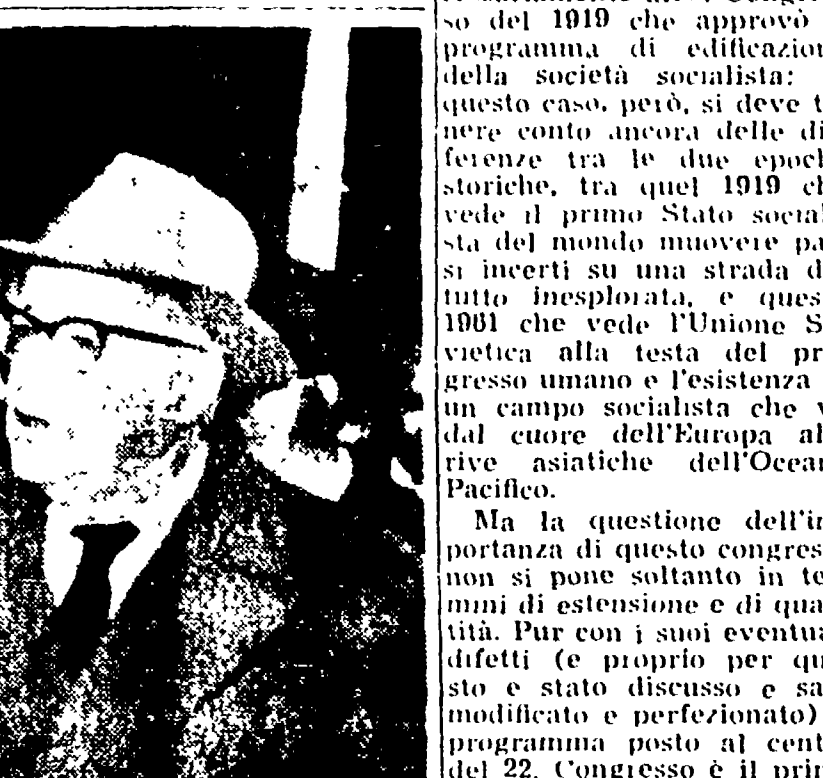 so del 1919 che approvò
programma di edificazion
della società socialista:
questo caso, però, si deve t
nere conto ancora delle di
ferenze tra le due epoch
storiche, tra quel 1919 ch
vede il primo Stato social
sta del mondo muovere pa
si incerti su una strada d
tutto inesplorata, e ques
1961 che vede l'Unione S
vietica alla testa del pr
gresso umano e l'esistenza
un campo socialista che v
dal cuore dell'Europa al
rive asiatiche dell'Ocean
Pacifico.
Ma la questione dell'im
portanza di questo congres
non si pone soltanto in te
mini di estensione e di qua
tità. Pur con i suoi eventua
difetti (e proprio per qu
sto e stato discusso e sa
modificato e perfezionato)
programma posto al cent
del 22. Congresso è il prim